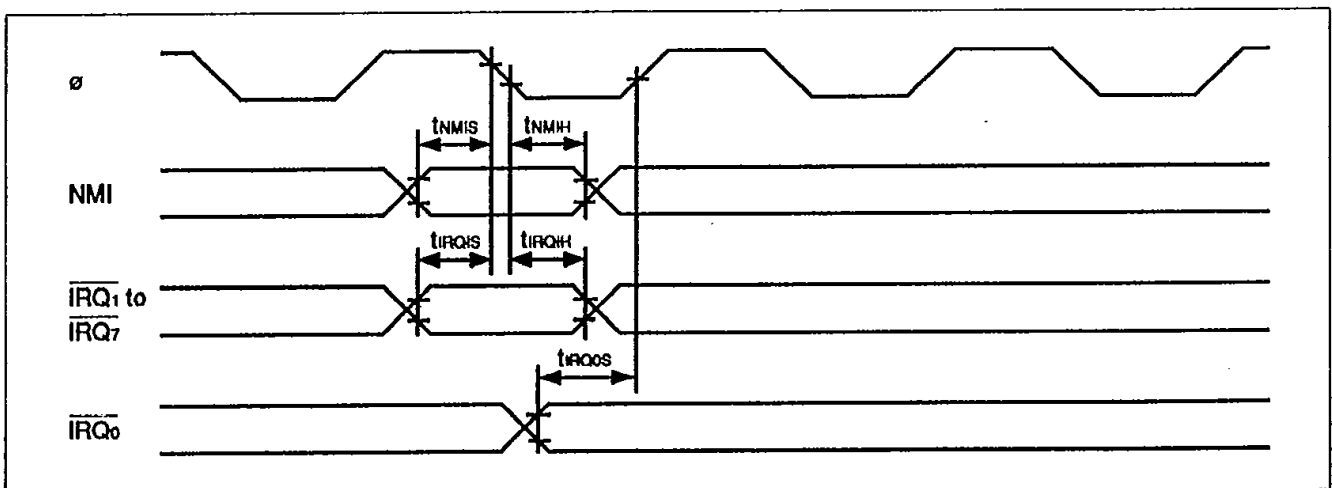 ø
tNMIS tNMIH
NMI
tIRQIS tIRQIH
IRQ1 to
IRQ7
tIRQ0S
IRQ0